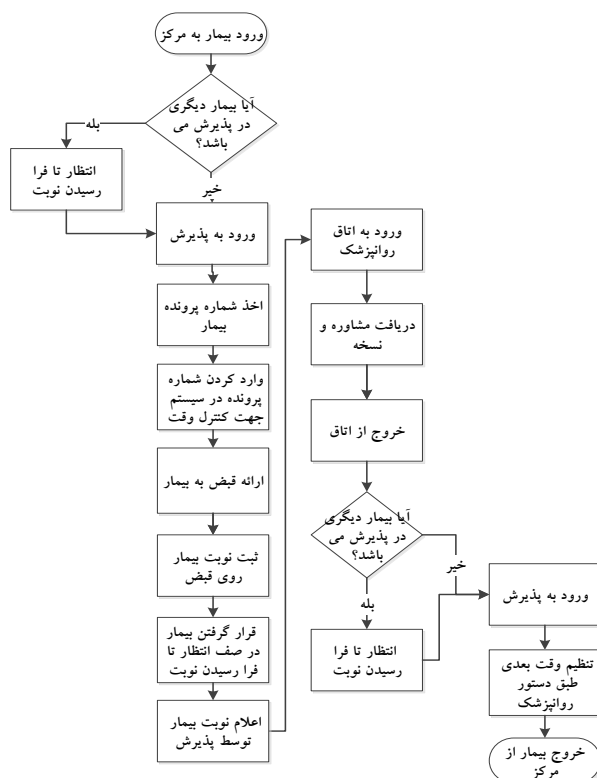 ورود بیمار به مرکز
آیا بیمار دیگری
در پذیرش می
باشد؟
بله
خیر
انتظار تا فرا
رسیدن نوبت
ورود به پذیرش
اخذ شماره پرونده
بیمار
وارد کردن شماره
پرونده در سیستم
جهت کنترل وقت
ارائه قبض به بیمار
ثبت نوبت بیمار
روی قبض
قرار گرفتن بیمار
در صف انتظار تا
فرا رسیدن نوبت
اعلام نوبت بیمار
توسط پذیرش
ورود به اتاق
روانپزشک
دریافت مشاوره و
نسخه
خروج از اتاق
آیا بیمار دیگری
در پذیرش می
باشد؟
خیر
بله
انتظار تا فرا
رسیدن نوبت
ورود به پذیرش
تنظیم وقت بعدی
طبق دستور
روانپزشک
خروج بیمار از
مرکز